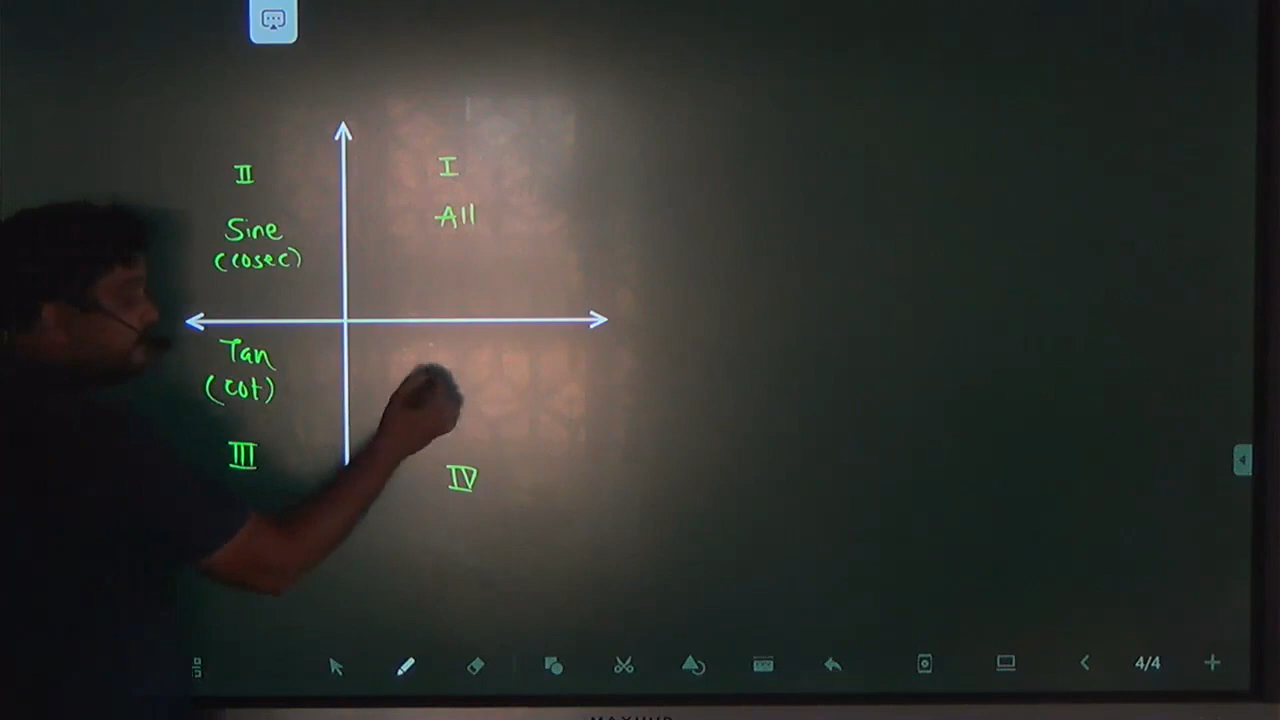 II
I
Sine
(cosec)
All
Tan
(cot)
III
IV
4/4